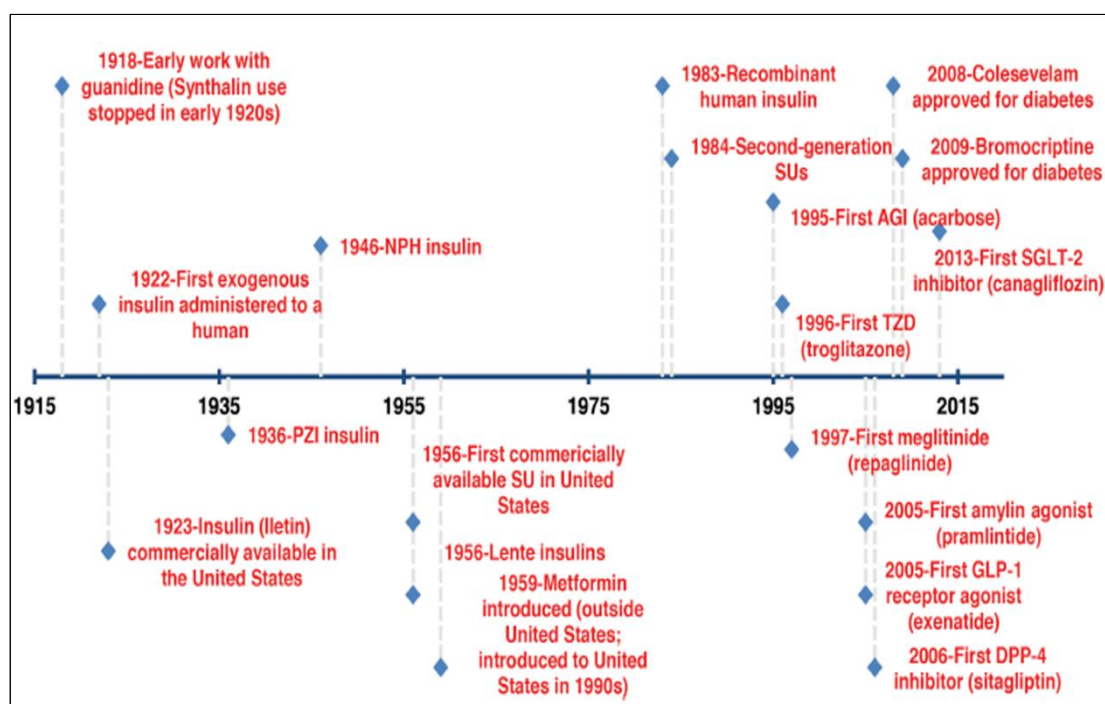 1918-Early work with
guanidine (Synthalin use
stopped in early 1920s)
1922-First exogenous
insulin administered to a
human
1946-NPH insulin
1983-Recombinant
human insulin
1984-Second-generation
SUs
1995-First AGI (acarbose)
1996-First TZD
(troglitazone)
2008-Colesevelam
approved for diabetes
2009-Bromocriptine
approved for diabetes
2013-First SGLT-2
inhibitor (canagliflozin)
1915 1935 1955 1975 1995 2015
1936-PZI insulin
1923-Insulin (Iletin)
commercially available in
the United States
1956-First commericially
available SU in United
States
1956-Lente insulins
1959-Metformin
introduced (outside
United States;
introduced to United
States in 1990s)
1997-First meglitinide
(repaglinide)
2005-First amylin agonist
(pramlintide)
2005-First GLP-1
receptor agonist
(exenatide)
2006-First DPP-4
inhibitor (sitagliptin)